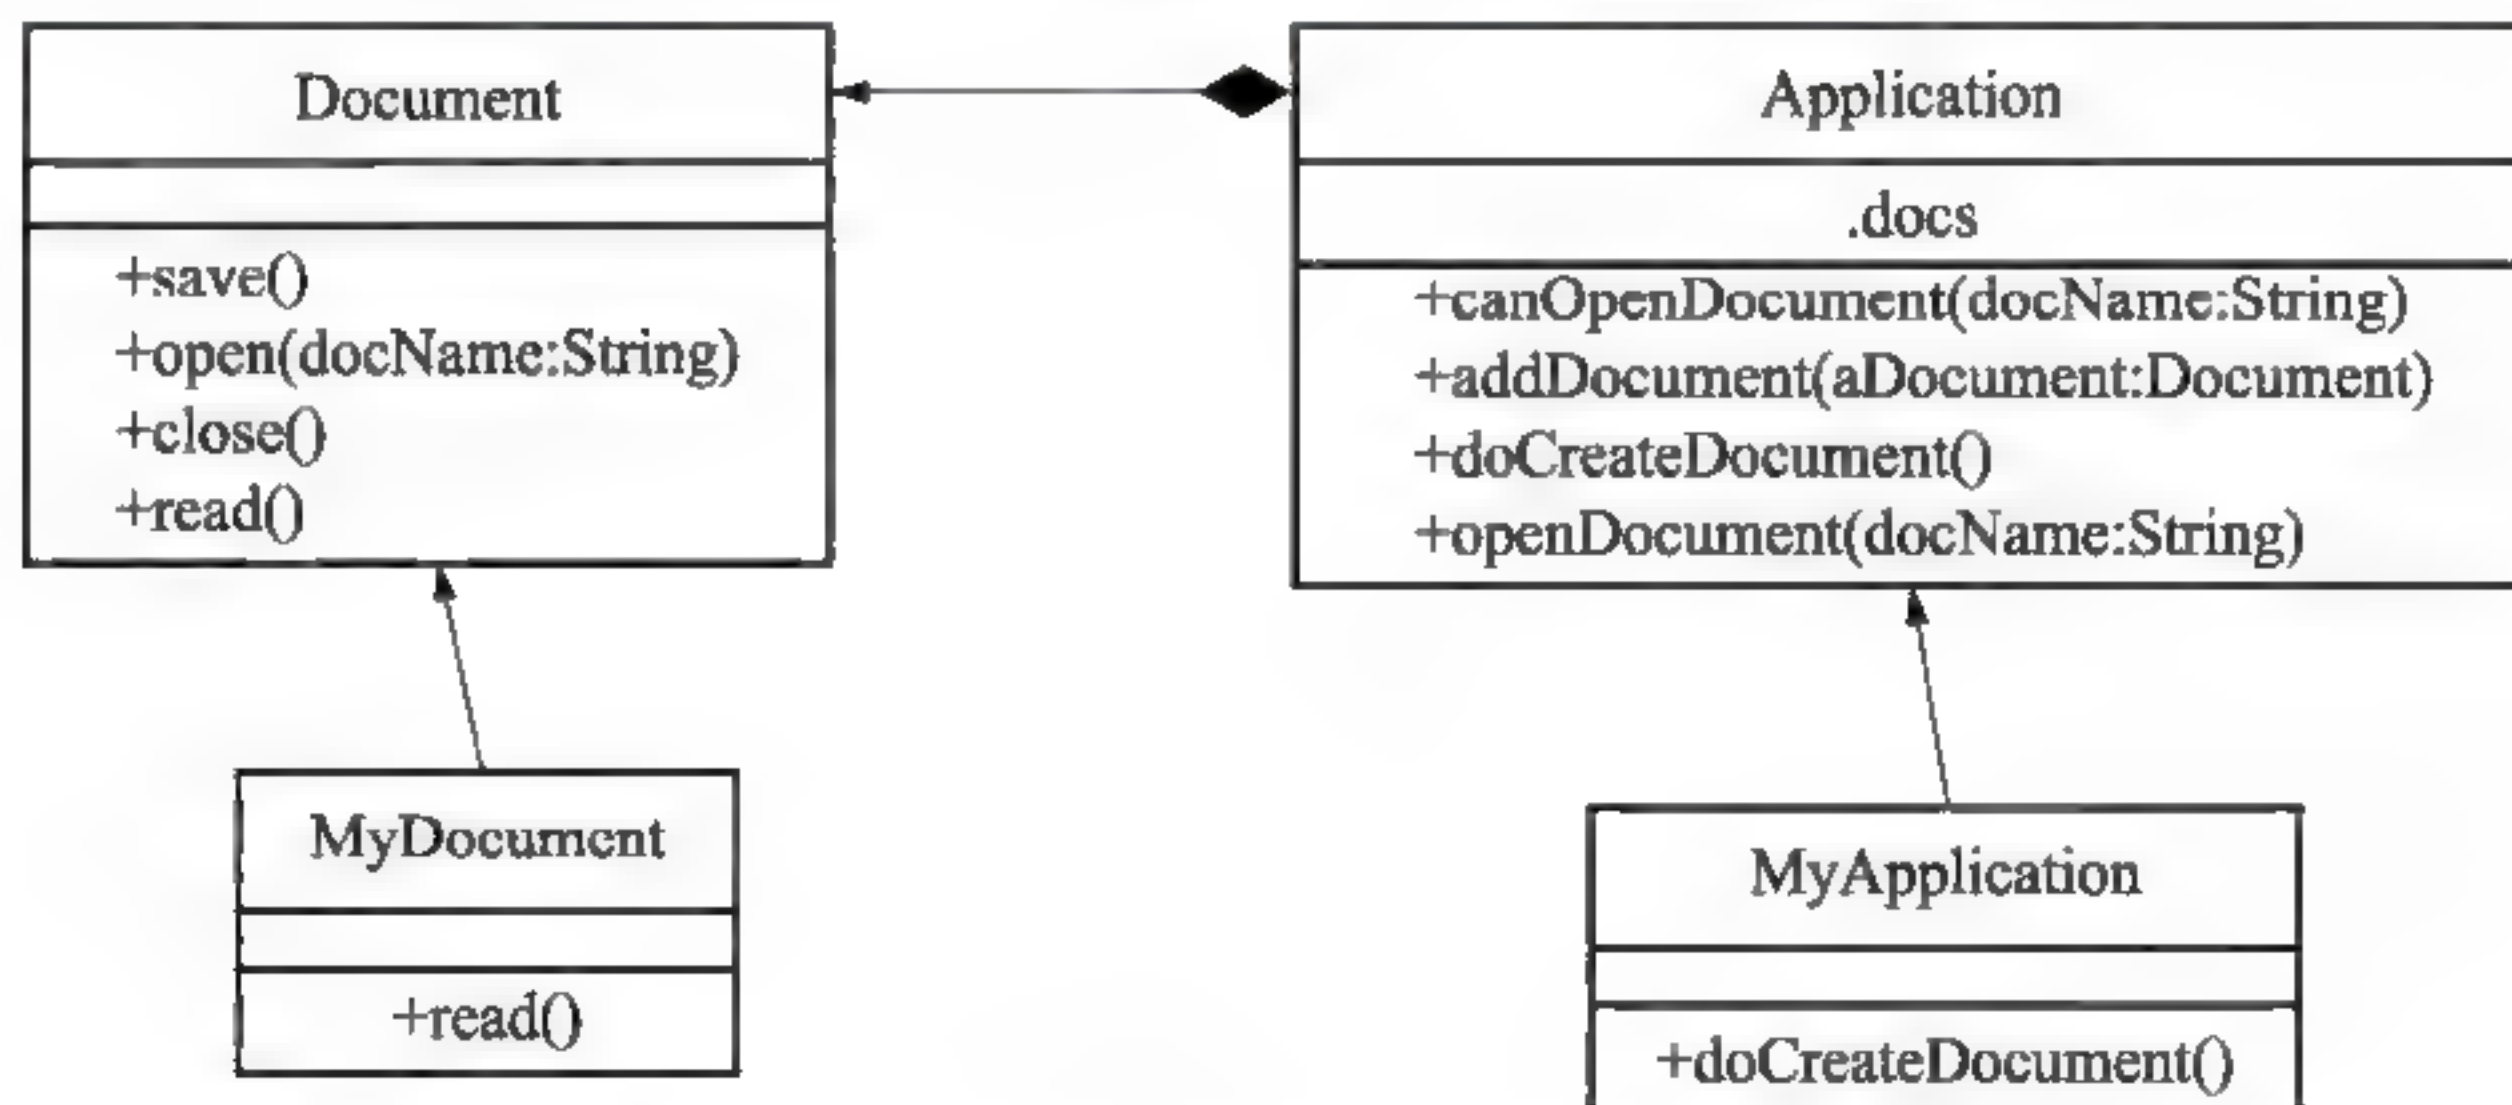 Document
+save()
+open(docName:String)
+close()
+read()
Application
.docs
+canOpenDocument(docName:String)
+addDocument(aDocument:Document)
+doCreateDocument()
+openDocument(docName:String)
MyDocument
+read()
MyApplication
+doCreateDocument()